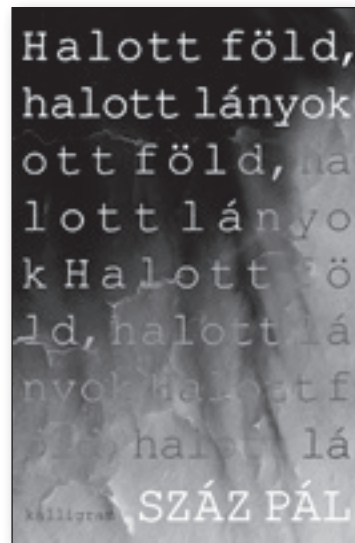 Halott föld,
halott lányok
ott föld, ha
lott lányo
k Halott fö
ld, halott lá
nyok Halott f
öld, halott lá
kalligram SZÁZ PÁL